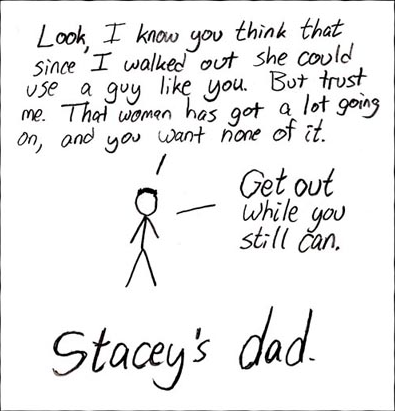 Look, I know you think that
since I walked out she could
use a guy like you. But trust
me. That woman has got a lot going
on, and you want none of it.
Get out
while you
still can.
Stacey's dad.